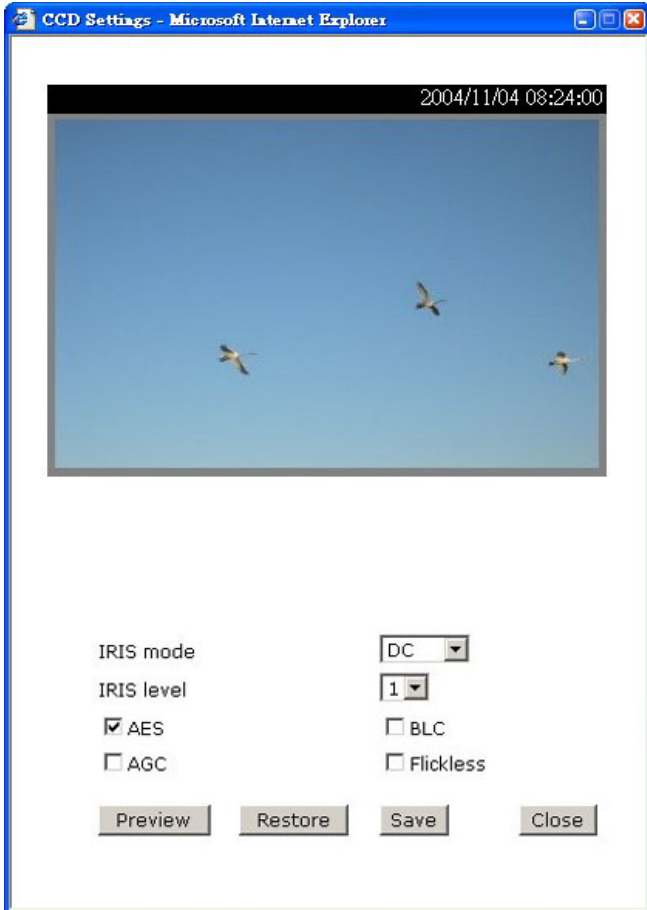 CCD Settings - Microsoft Internet Explorer
2004/11/04 08:24:00
IRIS mode DC
IRIS level 1
AES BLC
AGC Flickless
Preview Restore Save Close